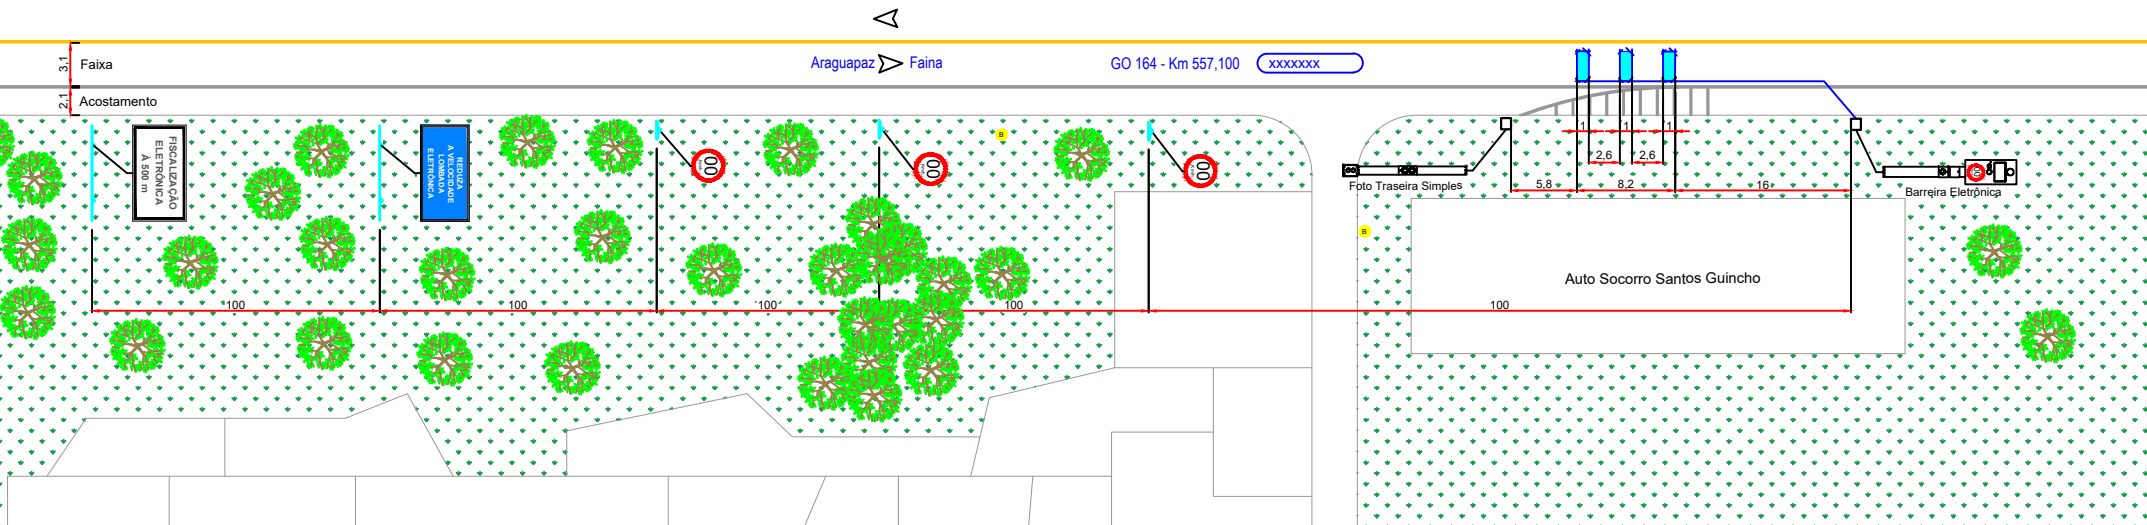 3,1
Faixa
2,1
Acostamento
Araguapaz
Faina
GO 164 - Km 557,100
xxxxxxx
FISCALIZAÇÃO
ELETRÔNICA
À 500 m
REDUZA
A VELOCIDADE
LOMBADA
ELETRÔNICA
00
00
00
B
B
1
1
1
2,6
2,6
5,8
8,2
16
Foto Traseira Simples
Barreira Eletrônica
Auto Socorro Santos Guincho
100
100
100
100
100